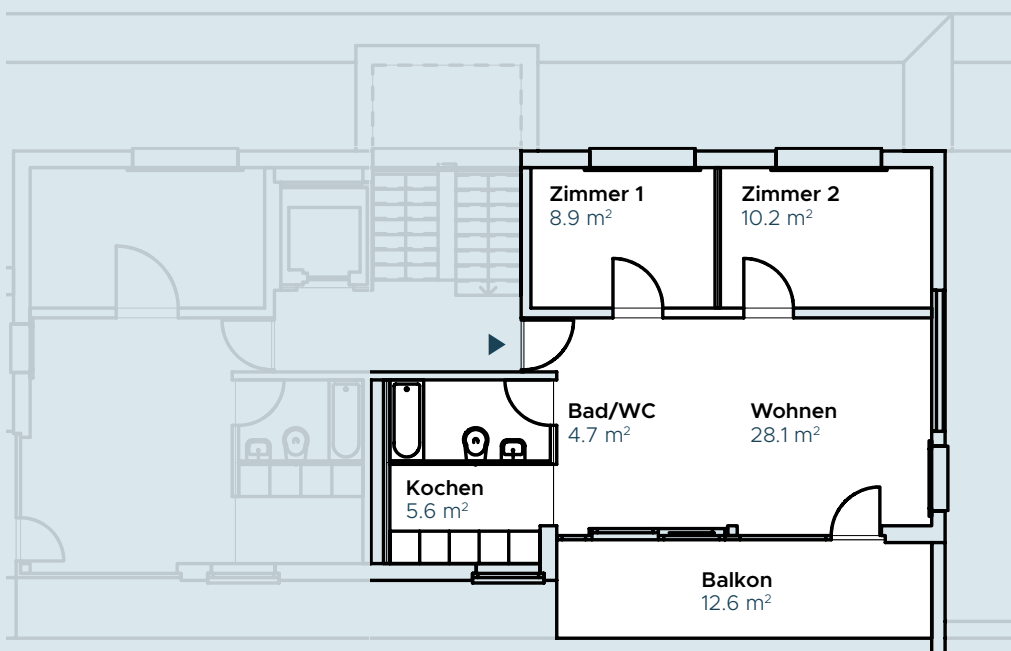 Zimmer 1
8.9 m²
Zimmer 2
10.2 m²
Bad/WC
4.7 m²
Wohnen
28.1 m²
Kochen
5.6 m²
Balkon
12.6 m²